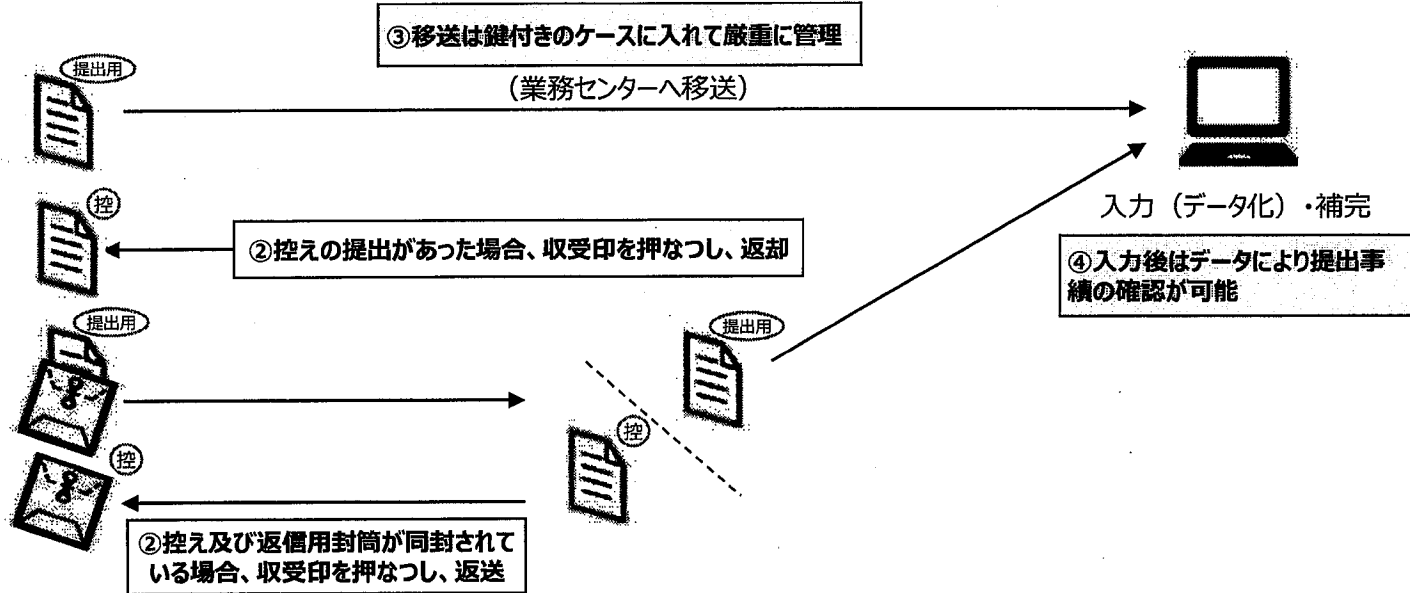 ③移送は鍵付きのケースに入れて厳重に管理
提出用
（業務センターへ移送）
控
②控えの提出があった場合、収受印を押なつし、返却
入力（データ化）・補完
④入力後はデータにより提出事
績の確認が可能
提出用
提出用
控
控
②控え及び返信用封筒が同封されて
いる場合、収受印を押なつし、返送